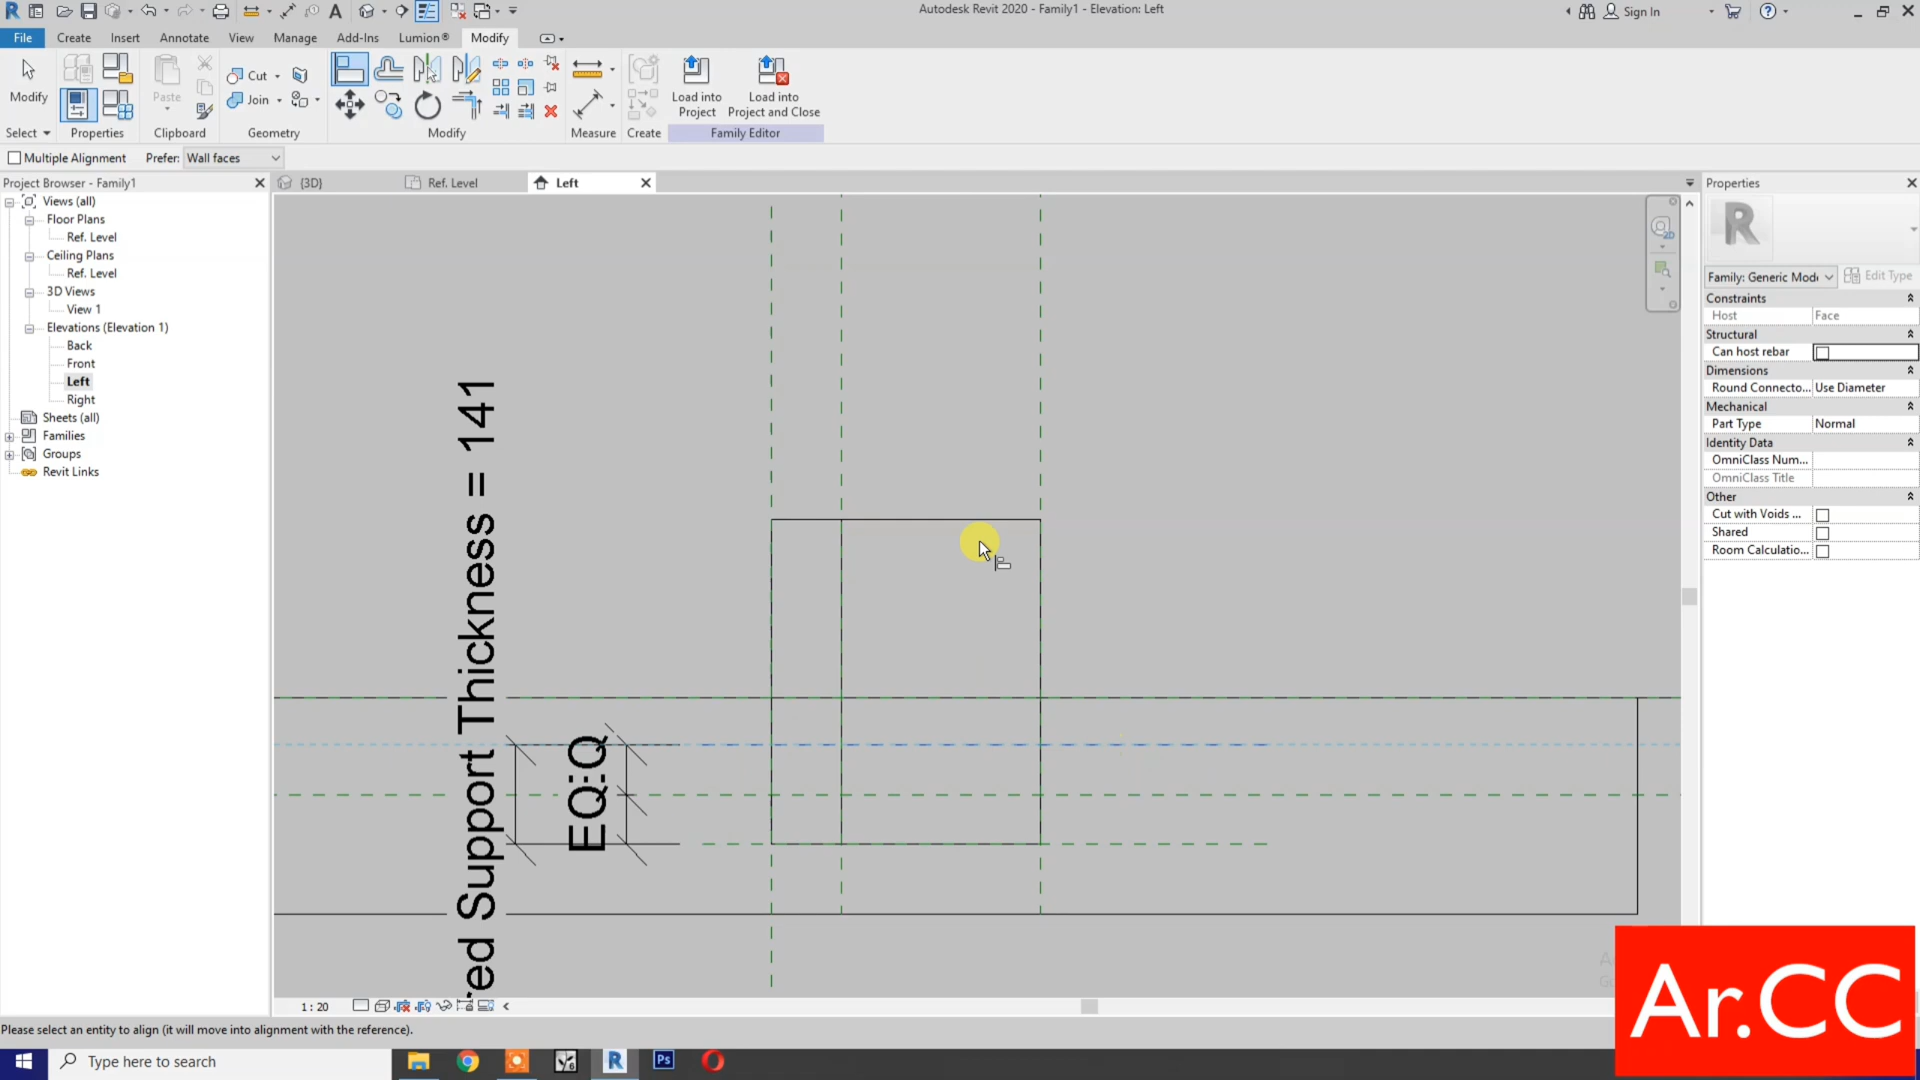 Autodesk Revit 2020 - Family1 - Elevation: Left
Sign In
File
Create
Insert
Annotate
View
Manage
Add-Ins
Lumion®
Modify
Modify
Paste
Cut
Join
Load into
Project
Load into
Project and Close
Select
Properties
Clipboard
Geometry
Modify
Measure
Create
Family Editor
Multiple Alignment
Prefer:
Wall faces
Project Browser - Family1
{3D}
Ref. Level
Left
Properties
Views (all)
Floor Plans
Ref. Level
Ceiling Plans
Ref. Level
3D Views
View 1
Elevations (Elevation 1)
Back
Front
Left
Right
Sheets (all)
Families
Groups
Revit Links
red Support Thickness = 141
EQ
EQ
2D
R
Family: Generic Mode
Edit Type
Constraints
Host
Face
Structural
Can host rebar
Dimensions
Round Connecto...
Use Diameter
Mechanical
Part Type
Normal
Identity Data
OmniClass Num...
OmniClass Title
Other
Cut with Voids ...
Shared
Room Calculatio...
1 : 20
Ar.CC
Please select an entity to align (it will move into alignment with the reference).
Type here to search
R
Ps